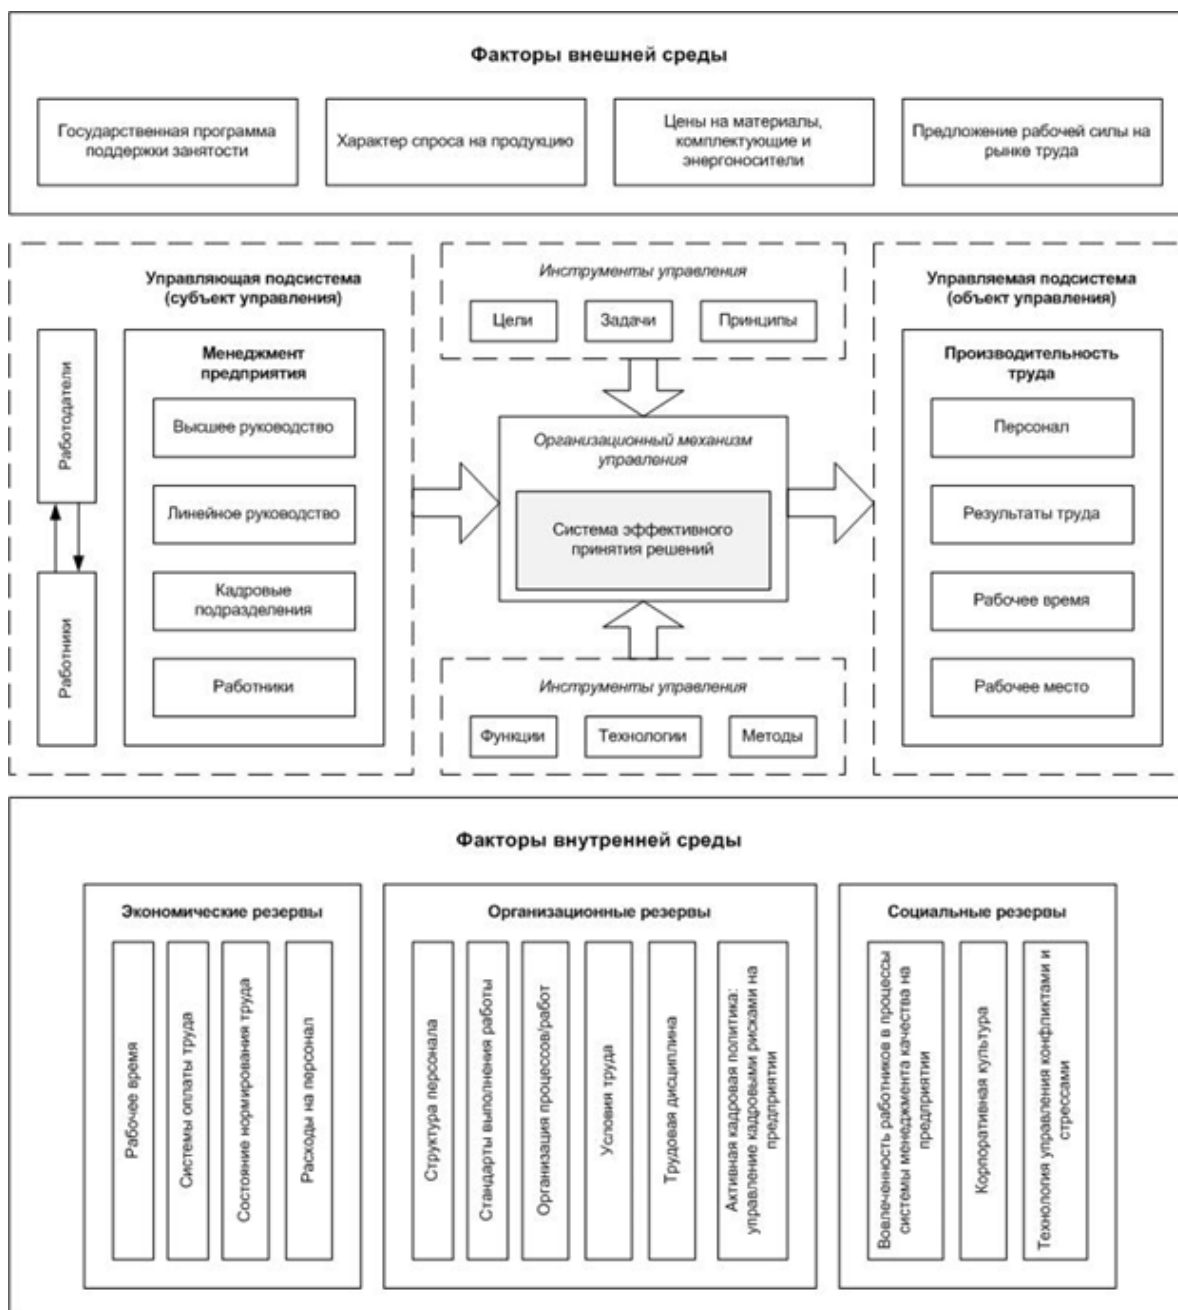 Факторы внешней среды
Государственная программа
поддержки занятости
Характер спроса на продукцию
Цены на материалы,
комплектующие и
энергоносители
Предложение рабочей силы на
рынке труда
Управляющая подсистема
(субъект управления)
Работодатели
Работники
Менеджмент
предприятия
Высшее руководство
Линейное руководство
Кадровые
подразделения
Работники
Инструменты управления
Цели
Задачи
Принципы
Организационный механизм
управления
Система эффективного
принятия решений
Инструменты управления
Функции
Технологии
Методы
Управляемая подсистема
(объект управления)
Производительность
труда
Персонал
Результаты труда
Рабочее время
Рабочее место
Факторы внутренней среды
Экономические резервы
Рабочее время
Системы оплаты труда
Состояние нормирования труда
Расходы на персонал
Организационные резервы
Структура персонала
Стандарты выполнения работы
Организация процессов/работ
Условия труда
Трудовая дисциплина
Активная кадровая политика:
управление кадровыми рисками на
предприятии
Социальные резервы
Вовлеченность работников в процессы
системы менеджмента качества на
предприятии
Корпоративная культура
Технология управления конфликтами и
стрессами